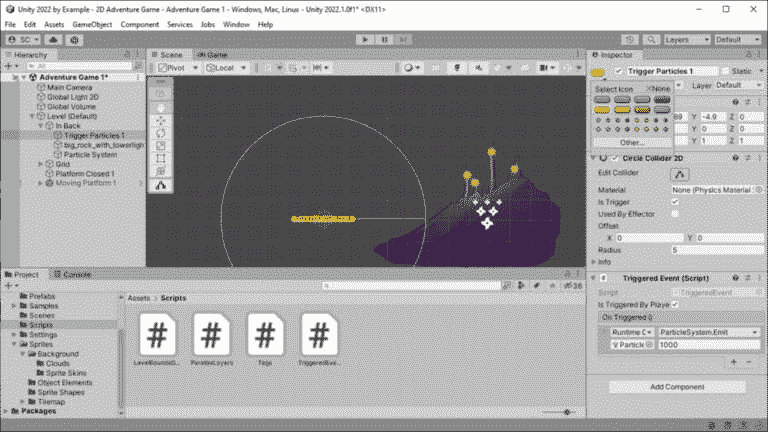 Unity 2022 by Example - 2D Adventure Game - Adventure Game 1 - Windows, Mac, Linux - Unity 2022.1.0f1* <DX11>
File Edit Assets GameObject Component Services Jobs Window Help
SC
Layers Default
Hierarchy
Scene Game
Inspector
All
Pivot Local
2D
Trigger Particles 1 Static
Adventure Game 1*
Select Icon None
Layer Default
Main Camera
Global Light 2D
Global Volume
Y -4.9 Z 0
Level (Default)
Y 0 Z 0
In Back
Y 1 Z 1
Trigger Particles 1
Other...
big_rock_with_towerligh
Particle System
Circle Collider 2D
Grid
Edit Collider
Platform Closed 1
Moving Platform 1
Material None (Physics Material
Is Trigger
Used By Effector
Offset
X 0 Y 0
Radius 5
Info
Project Console
Triggered Event (Script)
Prefabs
Assets > Scripts
Script TriggeredEvent
Samples
Scenes
Is Triggered By Playe
Scripts
On Triggered ()
Settings
Sprites
Runtime C ParticleSystem.Emit
Background
Particle 1000
Clouds
Tags TriggeredEve...
Sprite Skins
Object Elements
Add Component
Sprite Shapes
Tilemap
Packages